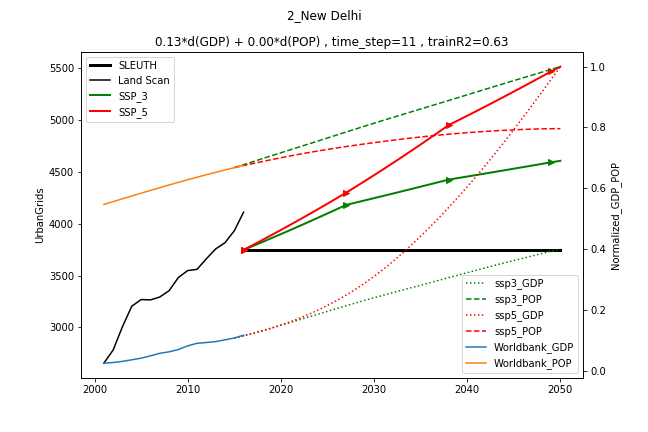 2_New Delhi
0.13*d(GDP) + 0.00*d(POP) , time_step=11 , trainR2=0.63
SLEUTH
Land Scan
SSP_3
SSP_5
5500
5000
4500
4000
3500
3000
UrbanGrids
1.0
0.8
0.6
0.4
0.2
0.0
Normalized_GDP_POP
ssp3_GDP
ssp3_POP
ssp5_GDP
ssp5_POP
Worldbank_GDP
Worldbank_POP
2000 2010 2020 2030 2040 2050